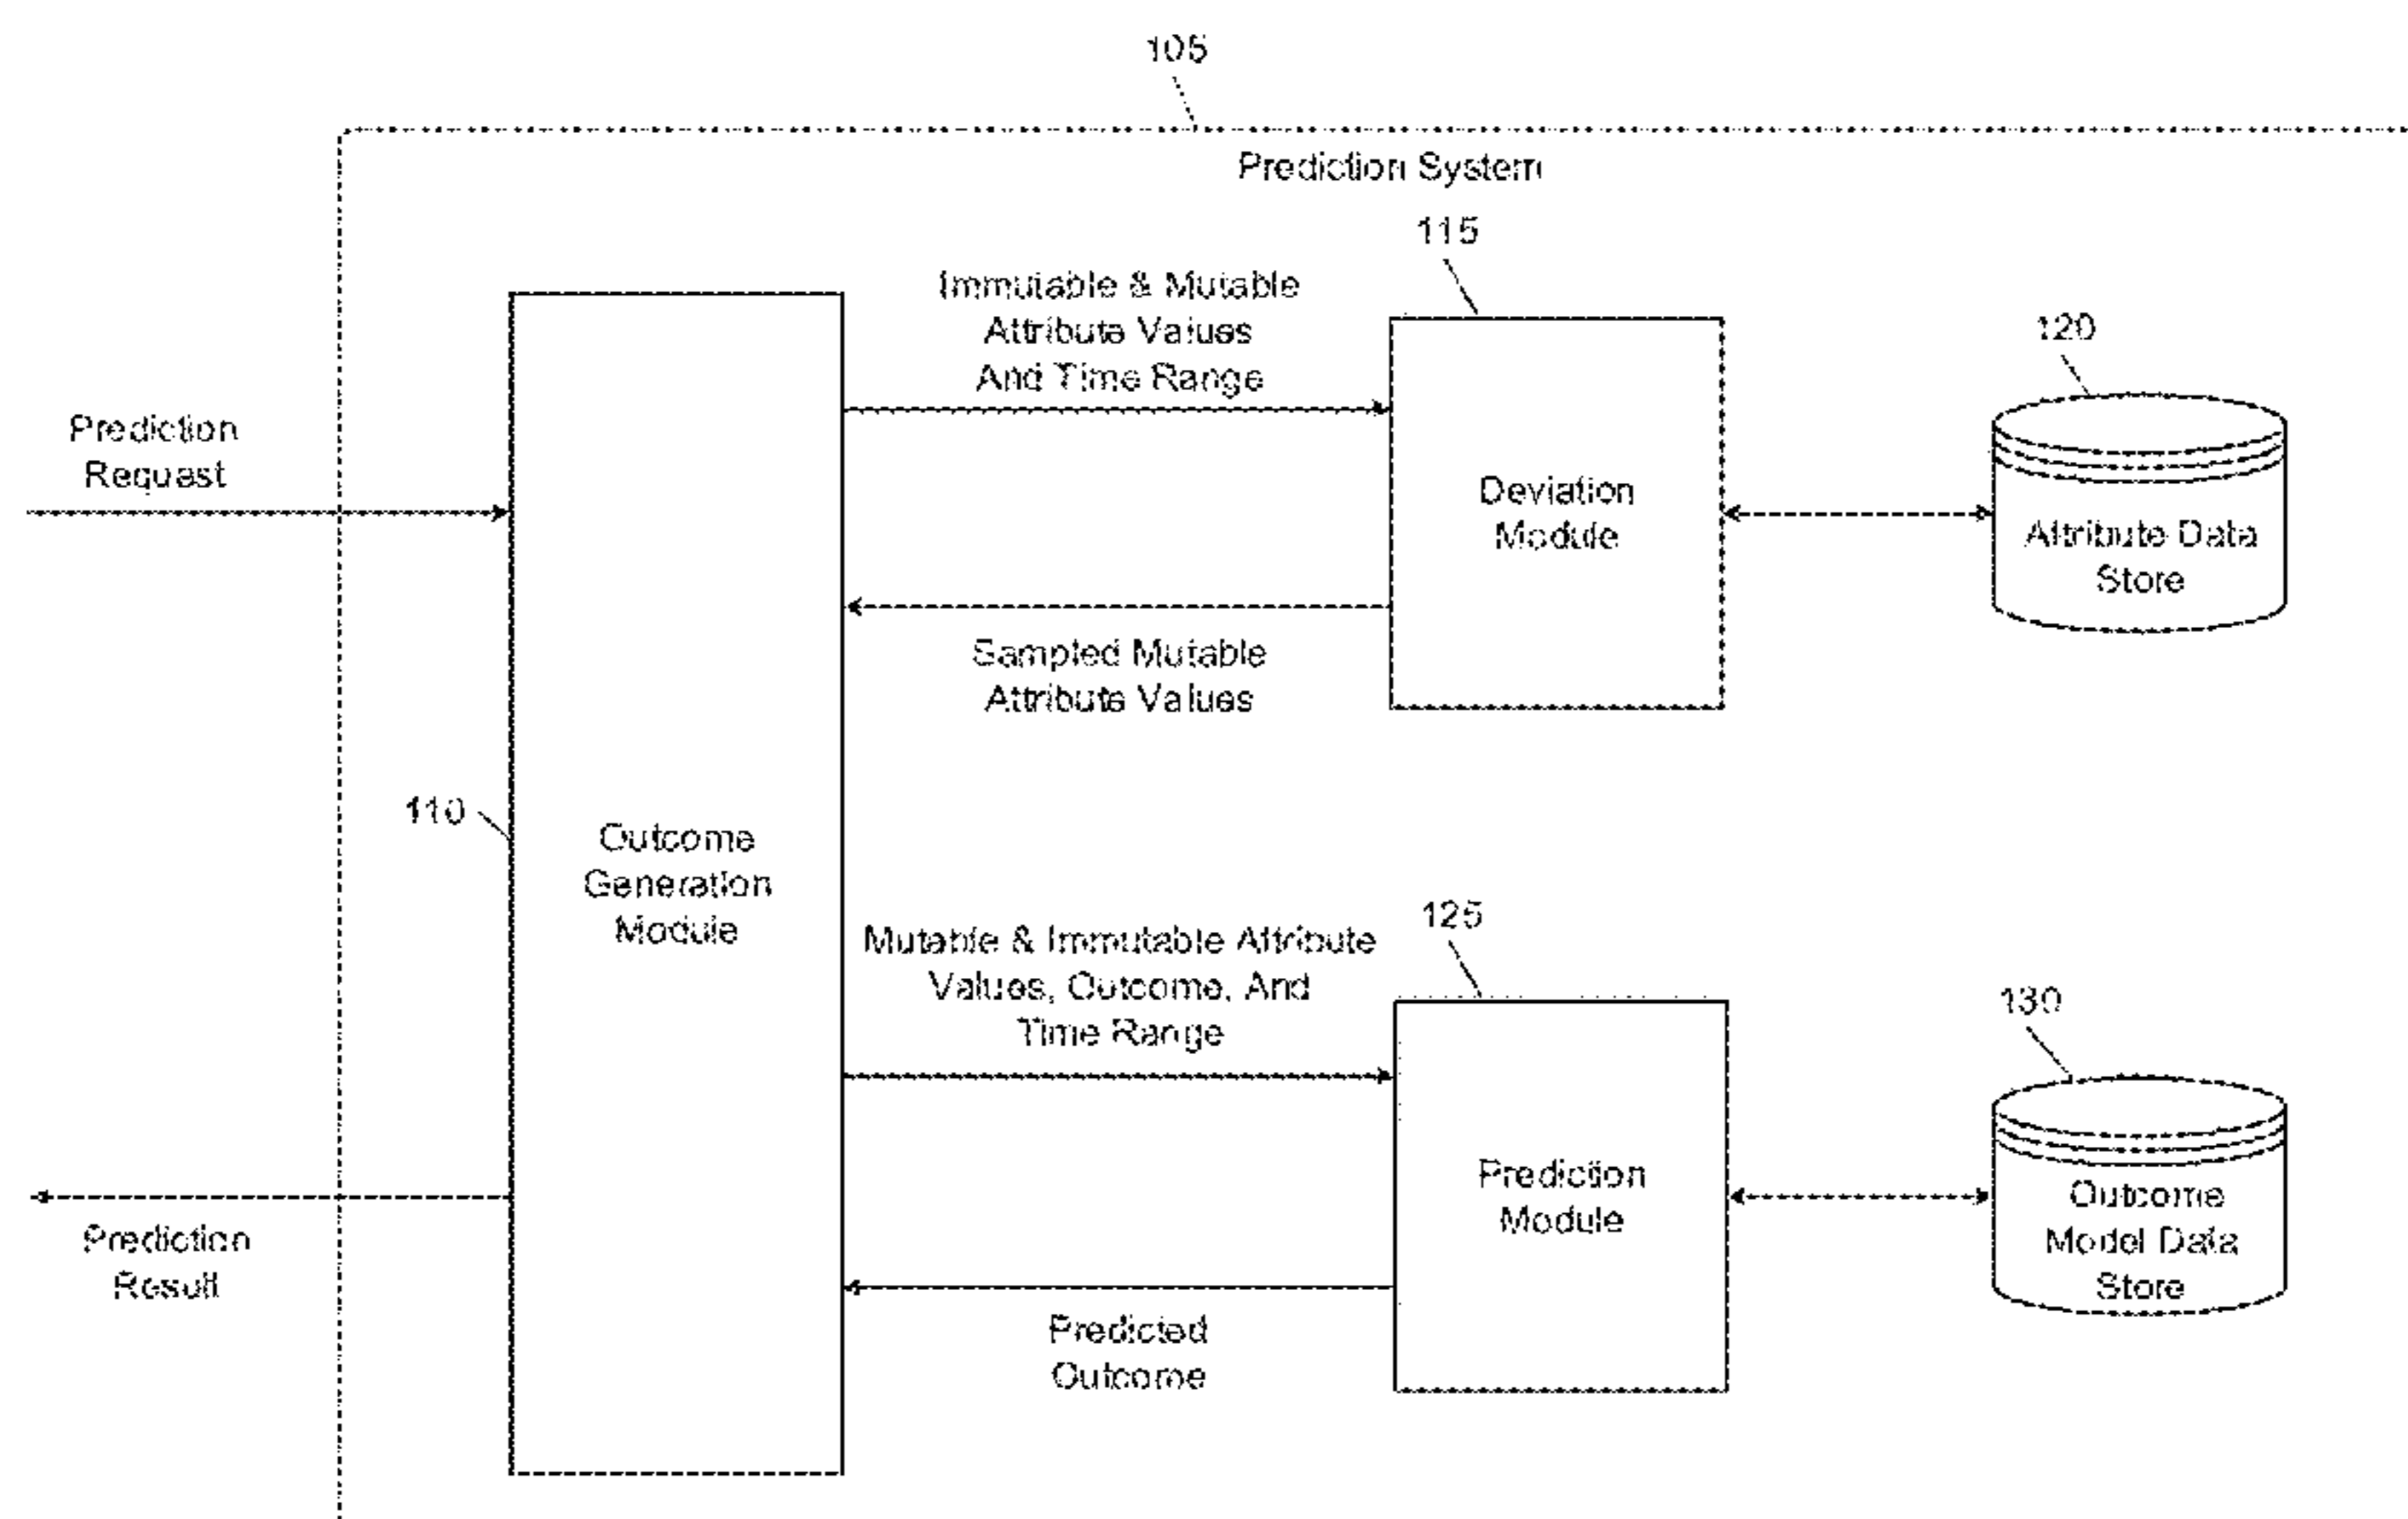 105
Prediction System
115
Immutable & Mutable
Attribute Values
And Time Range
120
Prediction
Request
Deviation
Module
Attribute Data
Store
Sampled Mutable
Attribute Values
110
Outcome
Generation
Module
125
Mutable & Immutable Attribute
Values, Outcome, And
Time Range
130
Prediction
Module
Outcome
Model Data
Store
Prediction
Result
Predicted
Outcome